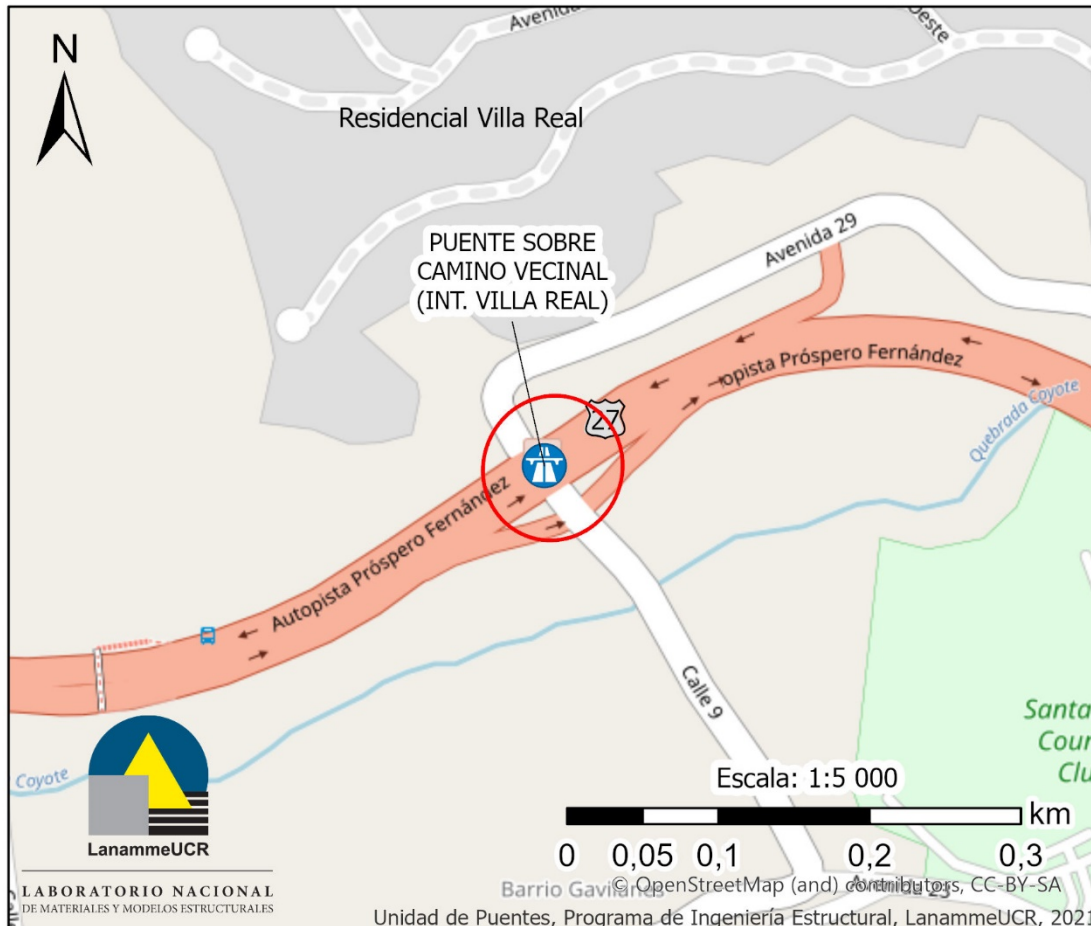 Avenida
Oeste
N
Residencial Villa Real
PUENTE SOBRE
CAMINO VECINAL
(INT. VILLA REAL)
Avenida 29
opista Próspero Fernández
27
Quebrada Coyote
Autopista Próspero Fernández
Calle 9
Santa
Coun
Clu
Coyote
Escala: 1:5 000
km
0 0,05 0,1 0,2 0,3
LanammeUCR
LABORATORIO NACIONAL
DE MATERIALES Y MODELOS ESTRUCTURALES
Barrio Gavilanes
Avenida 23
© OpenStreetMap (and) contributors, CC-BY-SA
Unidad de Puentes, Programa de Ingeniería Estructural, LanammeUCR, 2021